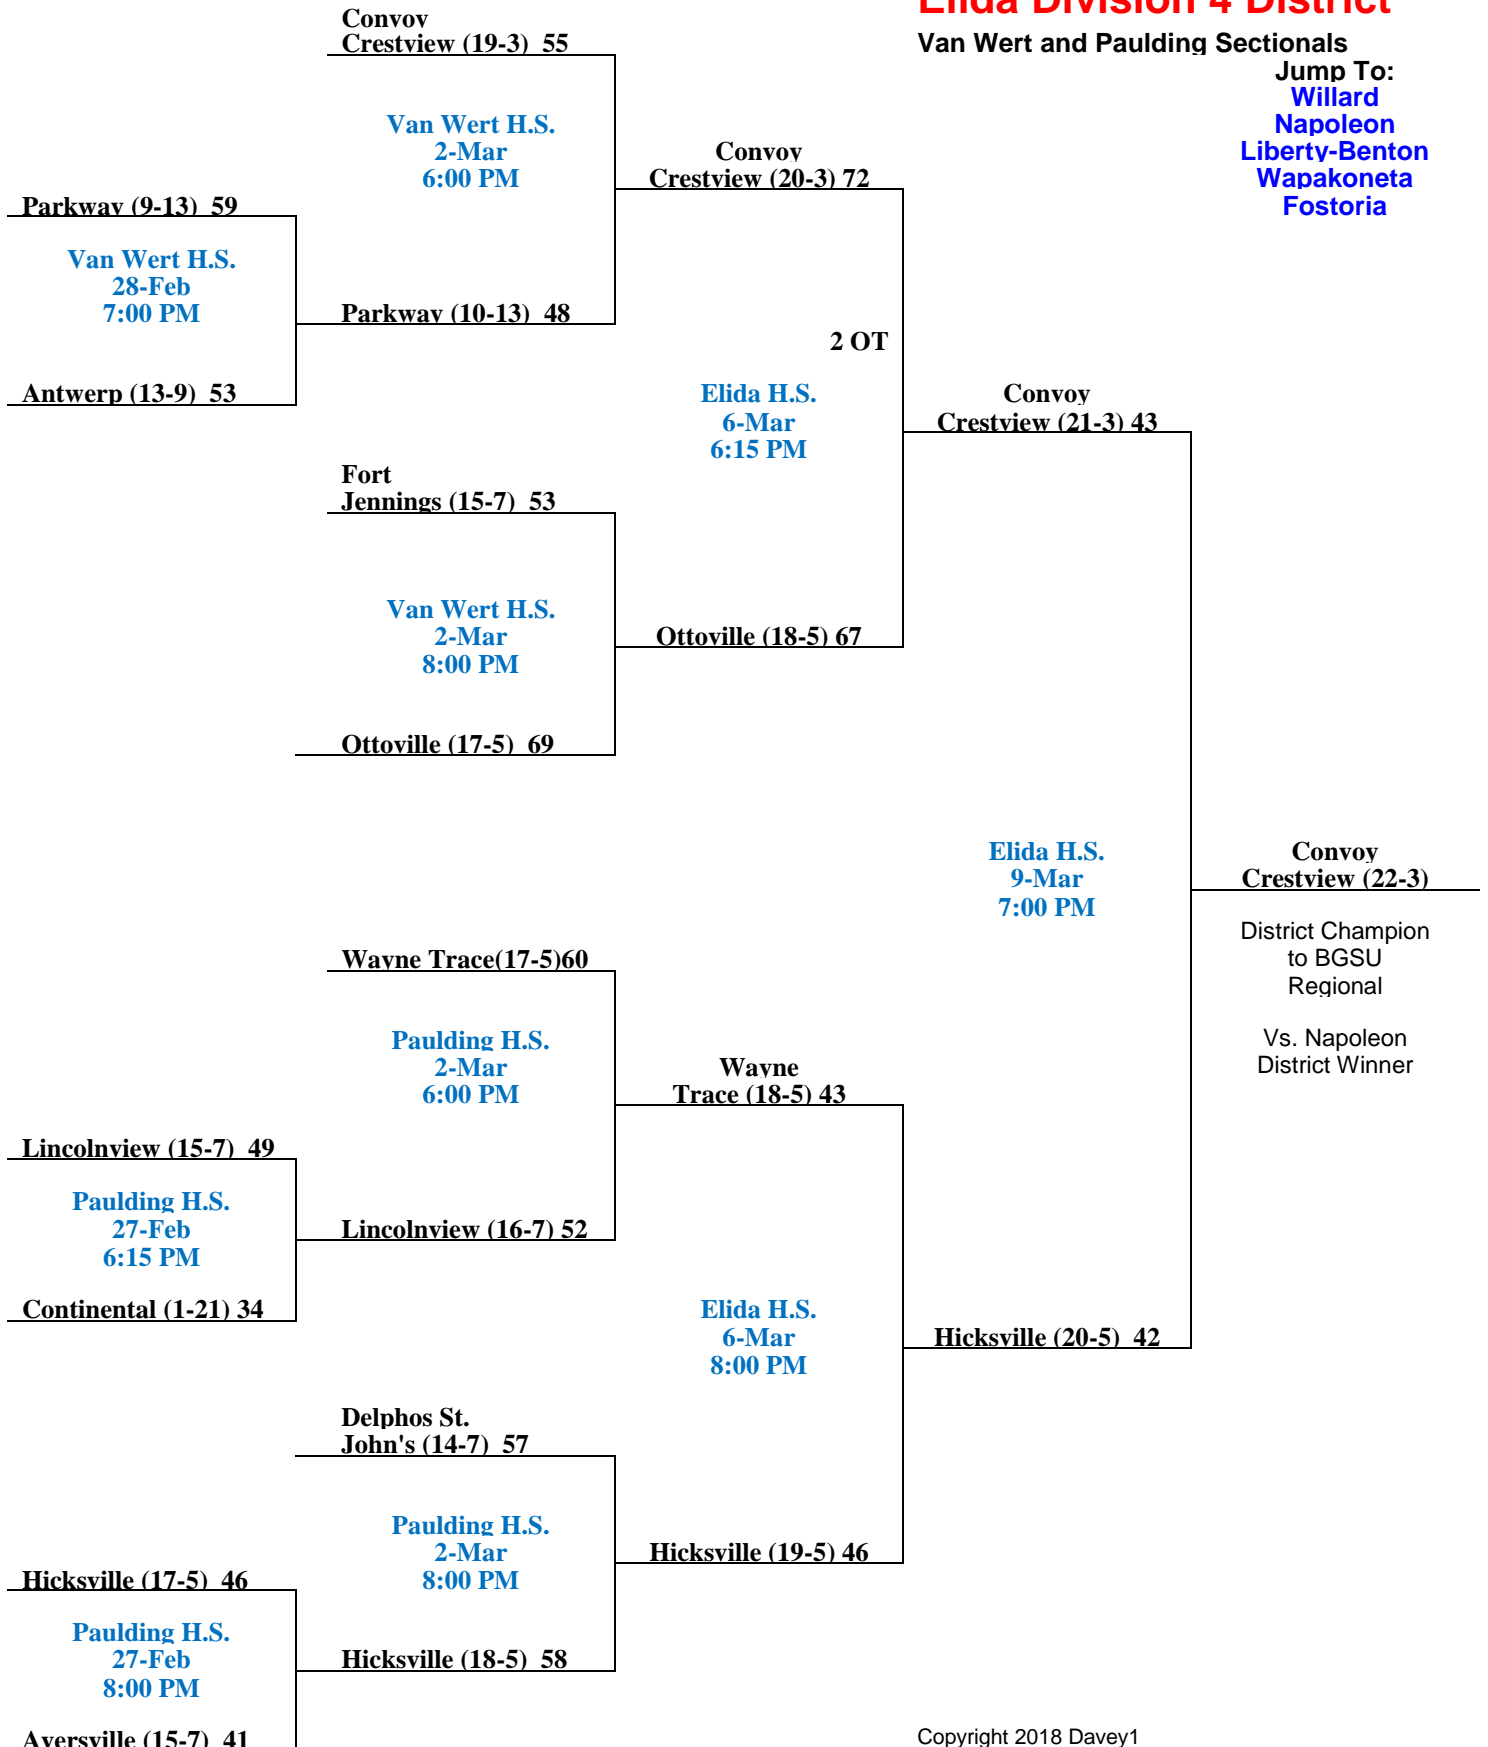 Elida Division 4 District
Van Wert and Paulding Sectionals
Jump To:
Willard
Napoleon
Liberty-Benton
Wapakoneta
Fostoria
Convoy
Crestview (19-3) 55
Van Wert H.S.
2-Mar
6:00 PM
Convoy
Crestview (20-3) 72
Parkway (9-13) 59
Van Wert H.S.
28-Feb
7:00 PM
Parkway (10-13) 48
2 OT
Antwerp (13-9) 53
Elida H.S.
6-Mar
6:15 PM
Convoy
Crestview (21-3) 43
Fort
Jennings (15-7) 53
Van Wert H.S.
2-Mar
8:00 PM
Ottoville (18-5) 67
Ottoville (17-5) 69
Elida H.S.
9-Mar
7:00 PM
Convoy
Crestview (22-3)
District Champion
to BGSU
Regional
Vs. Napoleon
District Winner
Wayne Trace(17-5)60
Paulding H.S.
2-Mar
6:00 PM
Wayne
Trace (18-5) 43
Lincolnview (15-7) 49
Paulding H.S.
27-Feb
6:15 PM
Lincolnview (16-7) 52
Continental (1-21) 34
Elida H.S.
6-Mar
8:00 PM
Hicksville (20-5) 42
Delphos St.
John's (14-7) 57
Paulding H.S.
2-Mar
8:00 PM
Hicksville (19-5) 46
Hicksville (17-5) 46
Paulding H.S.
27-Feb
8:00 PM
Hicksville (18-5) 58
Ayersville (15-7) 41
Copyright 2018 Davey1